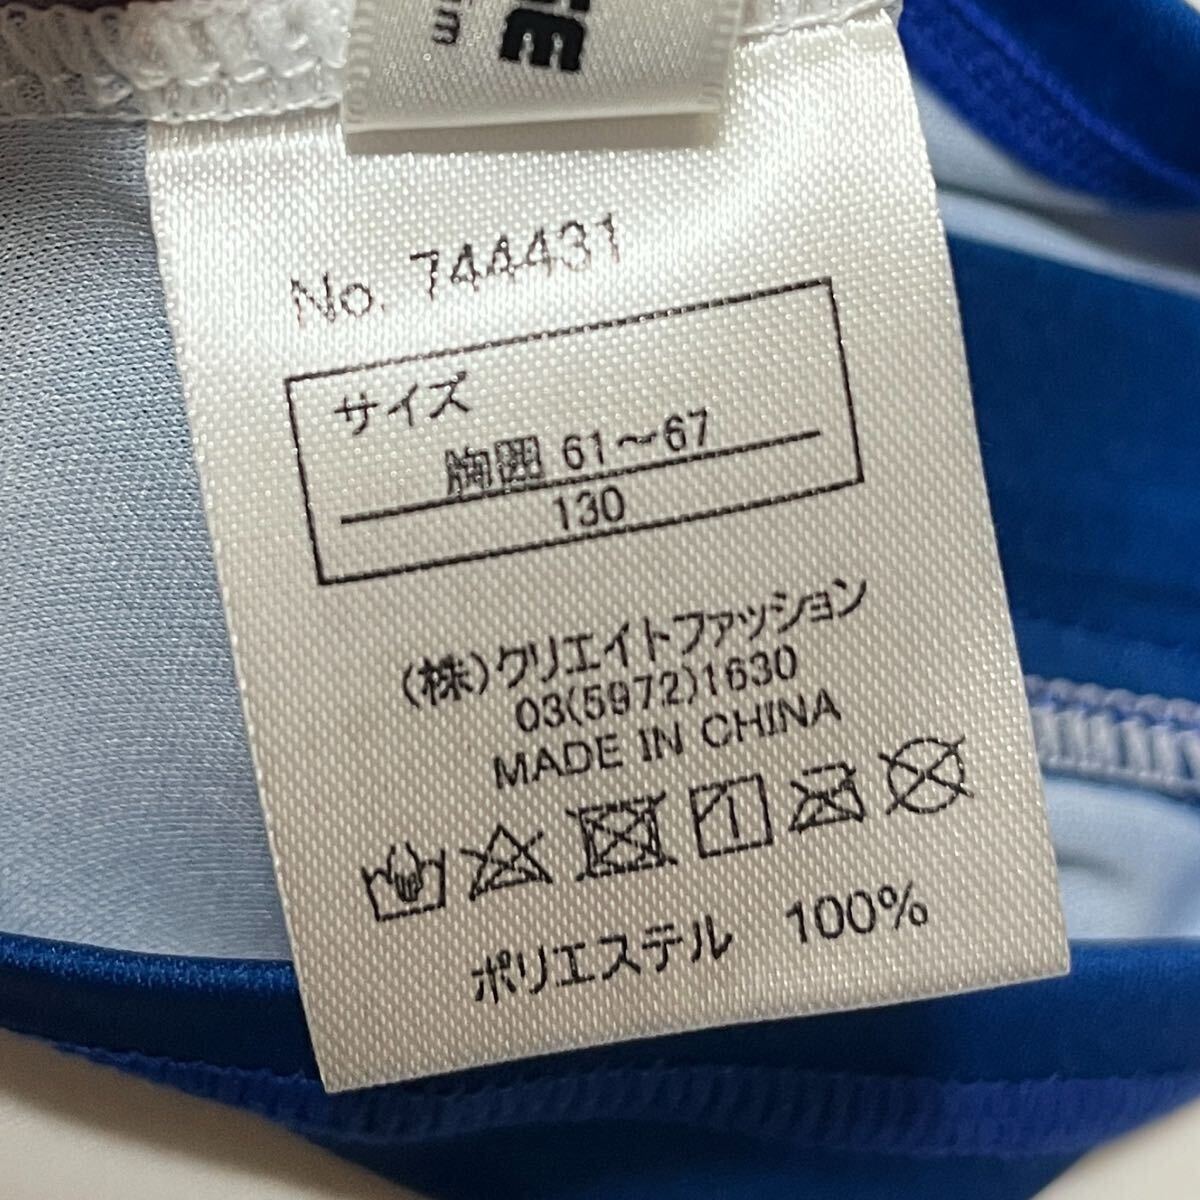 No. 744431
サイズ
胸囲 61〜67
130
(株)クリエイトファッション
03(5972)1630
MADE IN CHINA
ポリエステル 100%